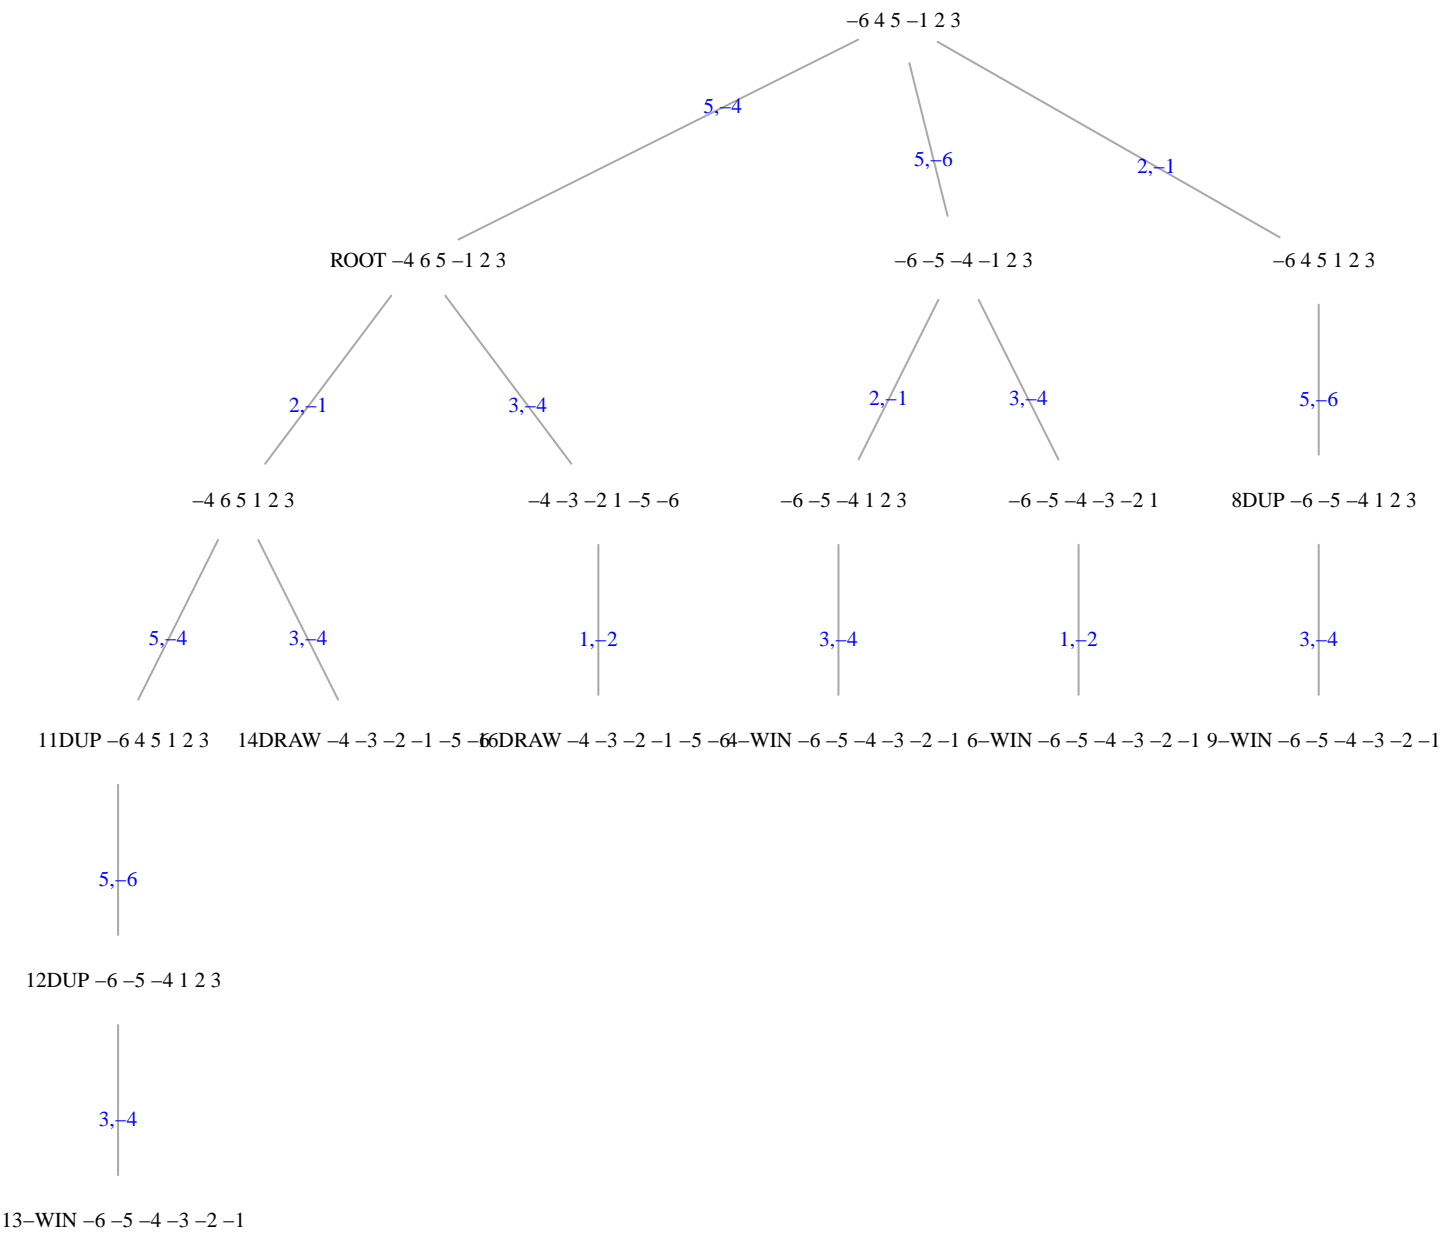 –6 4 5 –1 2 3
5,–4
5,–6
2,–1
ROOT –4 6 5 –1 2 3
–6 –5 –4 –1 2 3
–6 4 5 1 2 3
2,–1
3,–4
2,–1
3,–4
5,–6
–4 6 5 1 2 3
–4 –3 –2 1 –5 –6
–6 –5 –4 1 2 3
–6 –5 –4 –3 –2 1
8DUP –6 –5 –4 1 2 3
5,–4
3,–4
1,–2
3,–4
1,–2
3,–4
11DUP –6 4 5 1 2 3
14DRAW –4 –3 –2 –1 –5 –6
16DRAW –4 –3 –2 –1 –5 –6
4–WIN –6 –5 –4 –3 –2 –1
6–WIN –6 –5 –4 –3 –2 –1
9–WIN –6 –5 –4 –3 –2 –1
5,–6
12DUP –6 –5 –4 1 2 3
3,–4
13–WIN –6 –5 –4 –3 –2 –1